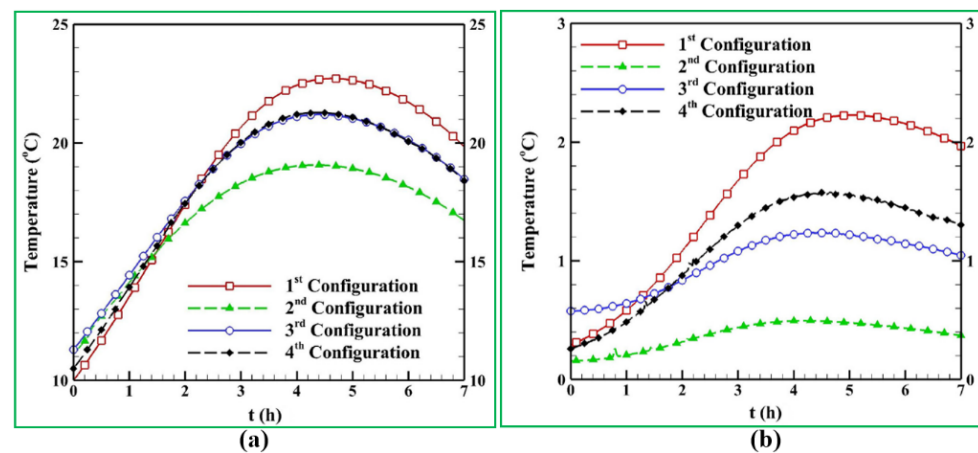 25
20
15
10
25
20
15
10
Temperature (°C)
1st Configuration
2nd Configuration
3rd Configuration
4th Configuration
0 1 2 3 4 5 6 7
t (h)
(a)
3
2
1
0
3
2
1
0
Temperature (°C)
1st Configuration
2nd Configuration
3rd Configuration
4th Configuration
0 1 2 3 4 5 6 7
t (h)
(b)